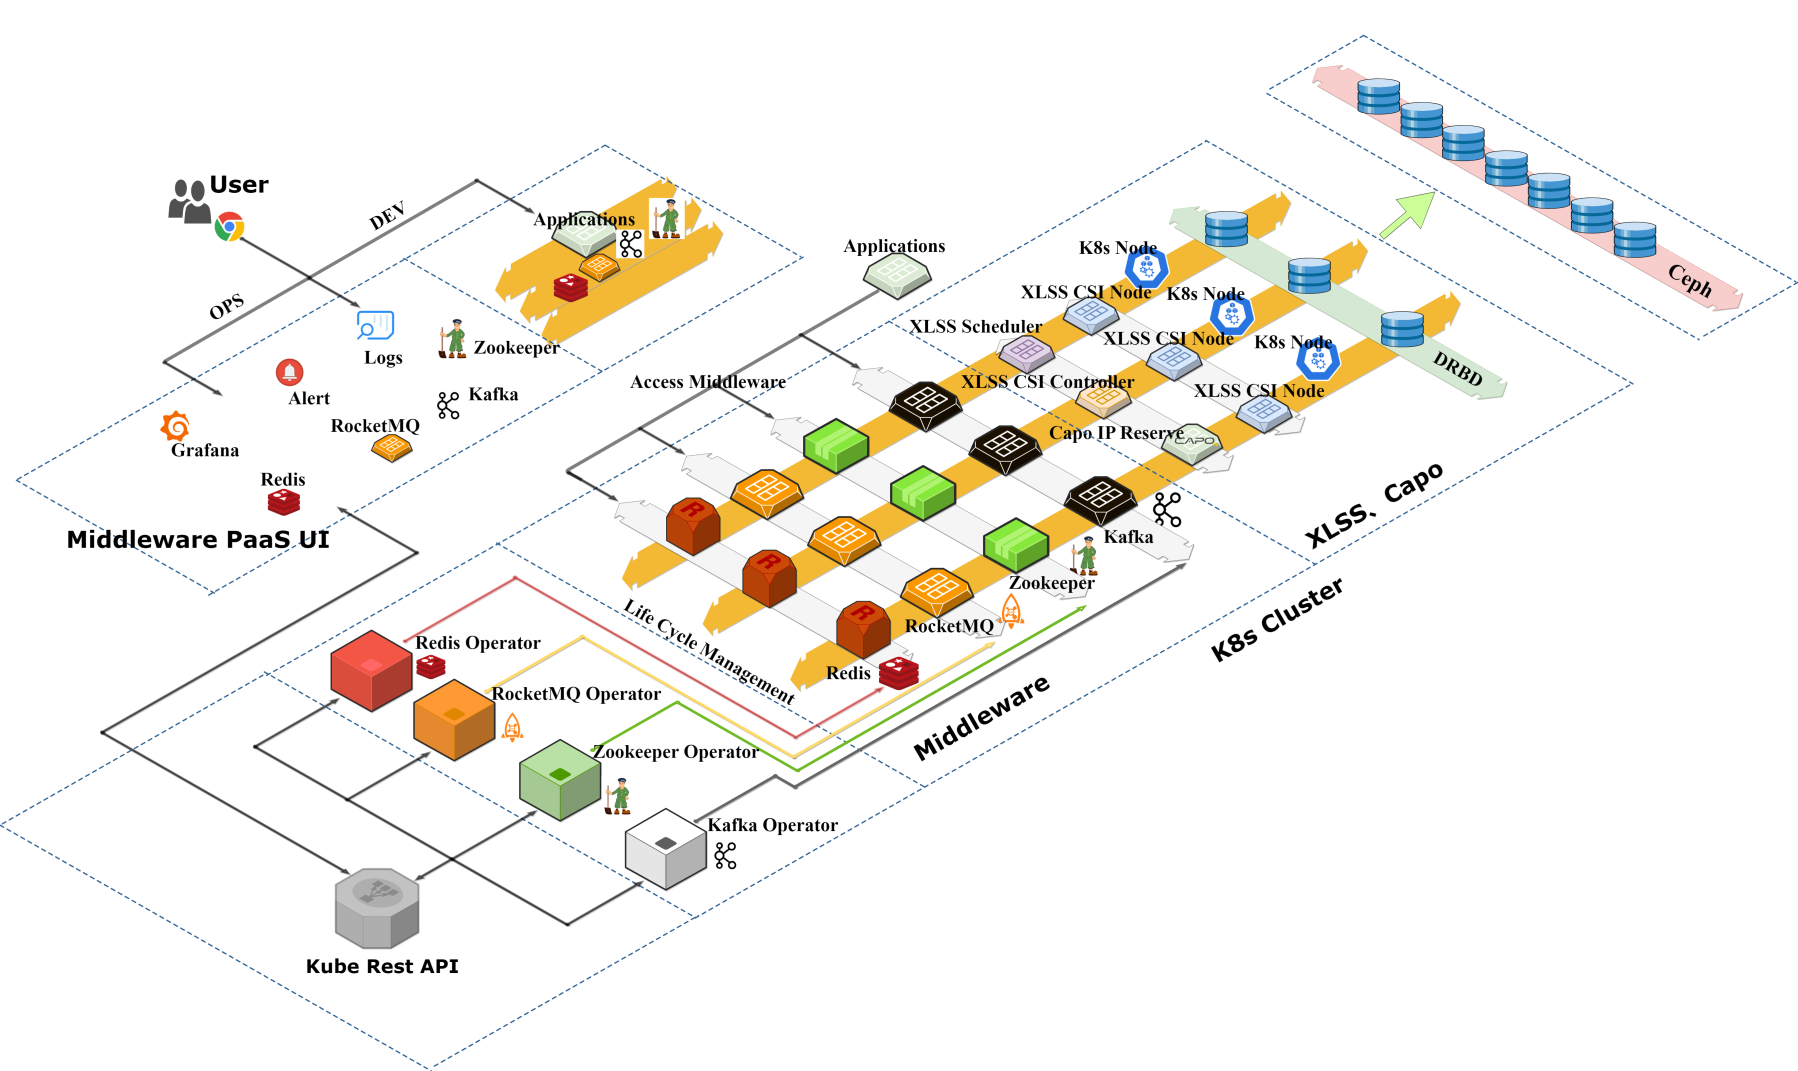 User
DEV
OPS
Applications
Logs
Zookeeper
Alert
Kafka
RocketMQ
Grafana
Redis
Middleware PaaS UI
Applications
Access Middleware
K8s Node
XLSS CSI Node
K8s Node
XLSS Scheduler
XLSS CSI Node
K8s Node
XLSS CSI Controller
XLSS CSI Node
Capo IP Reserve
CAPO
DRBD
Ceph
XLSS、Capo
K8s Cluster
Middleware
Kafka
Zookeeper
RocketMQ
Redis
R
R
R
Life Cycle Management
Redis Operator
RocketMQ Operator
Zookeeper Operator
Kafka Operator
Kube Rest API